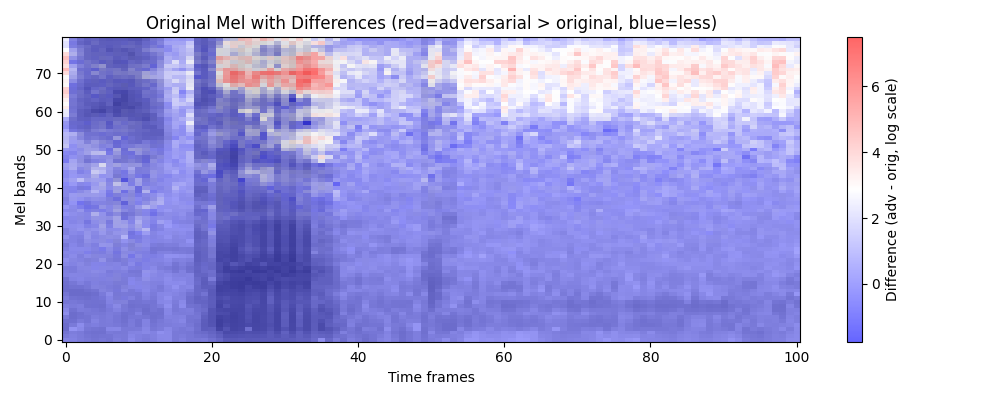 Original Mel with Differences (red=adversarial > original, blue=less)
Mel bands
70
60
50
40
30
20
10
0
0 20 40 60 80 100
Time frames
6
4
2
0
Difference (adv - orig, log scale)